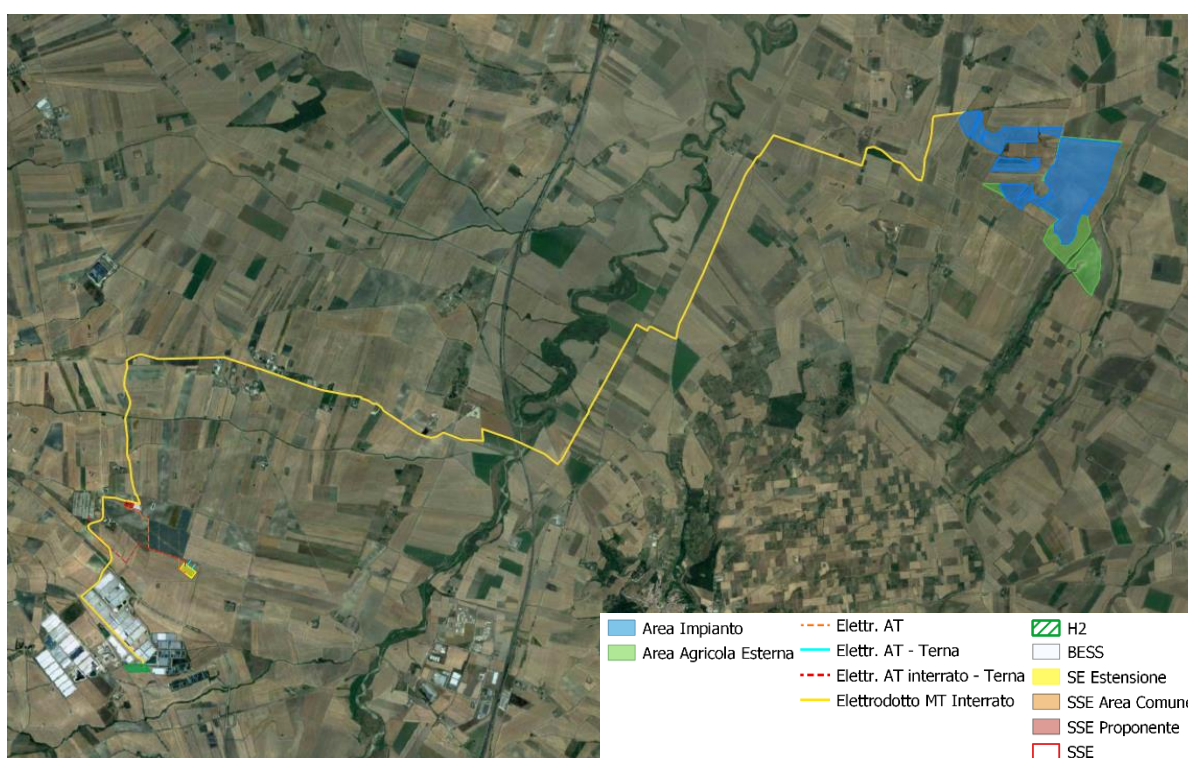 Area Impianto
Area Agricola Esterna
Elettr. AT
Elettr. AT - Terna
Elettr. AT interrato - Terna
Elettrodotto MT Interrato
H2
BESS
SE Estensione
SSE Area Comune
SSE Proponente
SSE